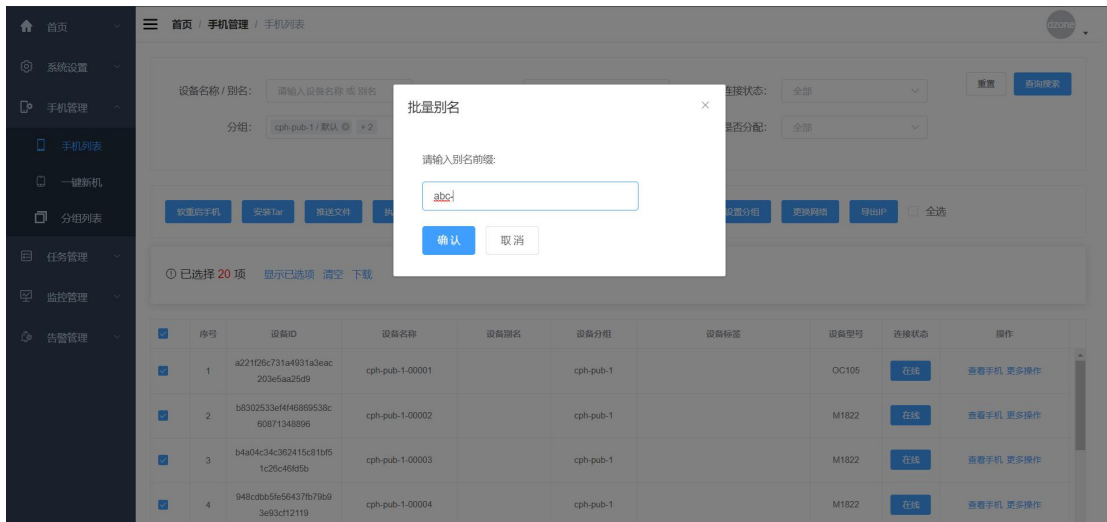 首页
系统设置
手机管理
手机列表
一键新机
分组列表
任务管理
监控管理
告警管理
首页 / 手机管理 / 手机列表
dzone
设备名称 / 别名: 请输入设备名称 或 别名
连接状态: 全部
重置 查询搜索
分组: cph-pub-1 / 默认 + 2
是否分配: 全部
批量别名
请输入别名前缀:
abc-
确认 取消
软重启手机 安装Tar 推送文件 设置分组 更换网络 导出IP 全选
已选择 20 项 显示已选项 清空 下载
序号 设备ID 设备名称 设备别名 设备分组 设备标签 设备型号 连接状态 操作
1 a221f26c731a4931a3eac
203e5aa25d9 cph-pub-1-00001 cph-pub-1 OC105 在线 查看手机 更多操作
2 b8302533ef4f46869538c
60871348896 cph-pub-1-00002 cph-pub-1 M1822 在线 查看手机 更多操作
3 b4a04c34c362415c81bf5
1c26c46fd5b cph-pub-1-00003 cph-pub-1 M1822 在线 查看手机 更多操作
4 948cdbb5fe56437fb79b9
3e93cf12119 cph-pub-1-00004 cph-pub-1 M1822 在线 查看手机 更多操作